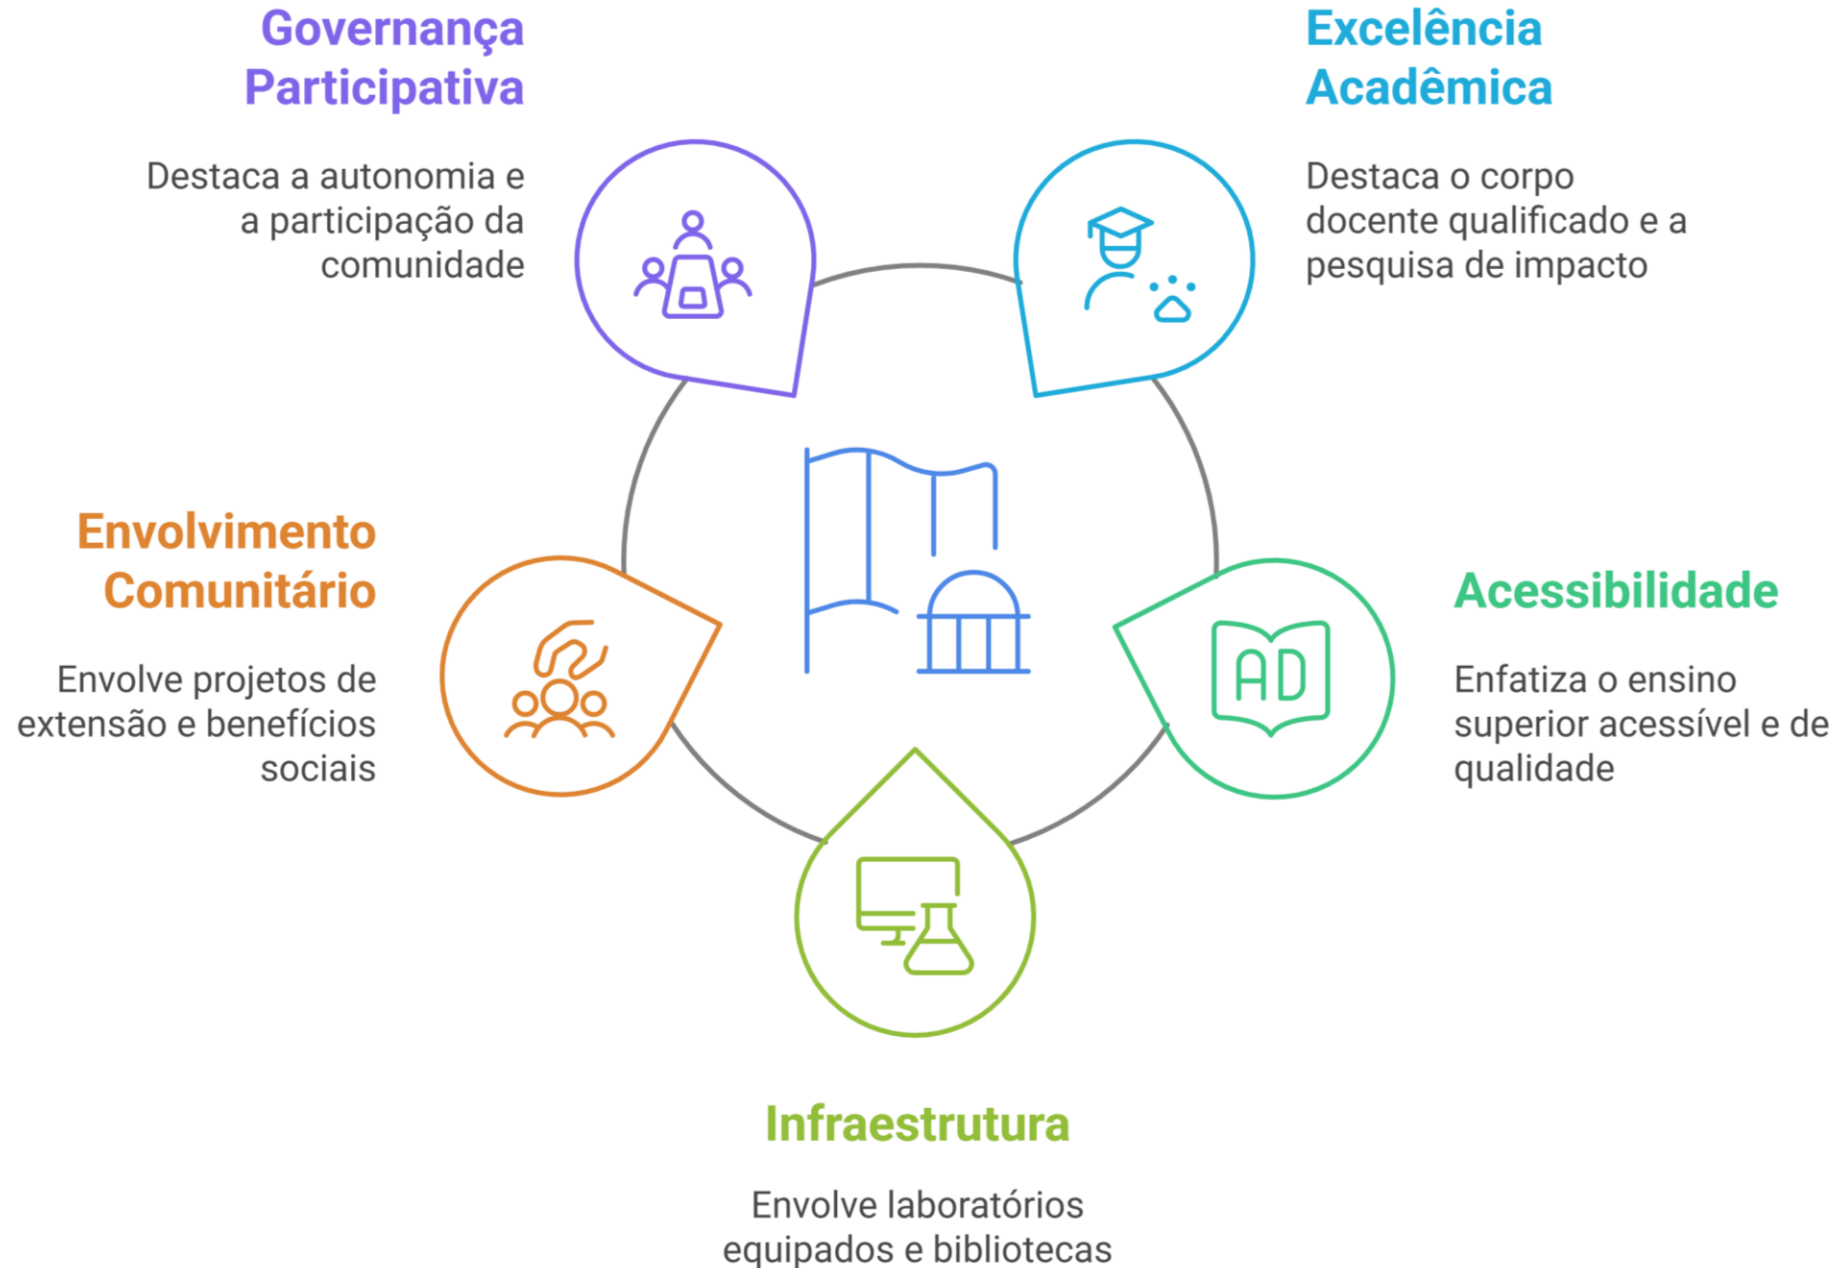 Governança
Participativa
Destaca a autonomia e
a participação da
comunidade
Excelência
Acadêmica
Destaca o corpo
docente qualificado e a
pesquisa de impacto
Envolvimento
Comunitário
Envolve projetos de
extensão e benefícios
sociais
AD
Acessibilidade
Enfatiza o ensino
superior acessível e de
qualidade
Infraestrutura
Envolve laboratórios
equipados e bibliotecas